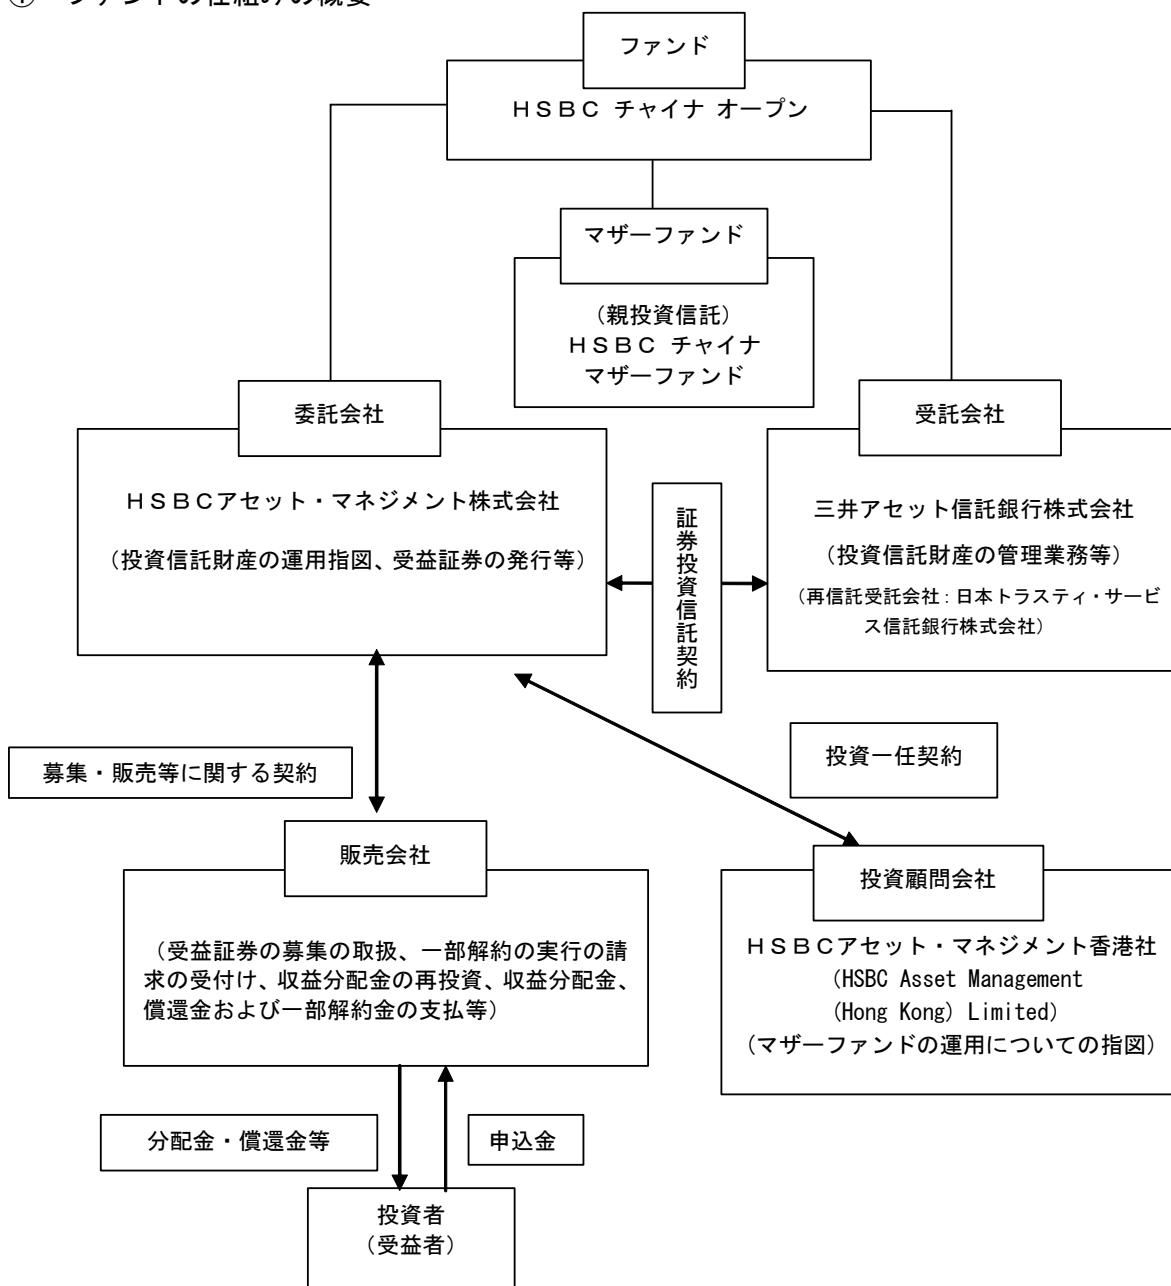 ファンドの仕組みの概要
ファンド
ＨＳＢＣ チャイナ オープン
マザーファンド
（親投資信託）
ＨＳＢＣ チャイナ
マザーファンド
委託会社
ＨＳＢＣアセット・マネジメント株式会社
（投資信託財産の運用指図、受益証券の発行等）
証券投資信託契約
受託会社
三井アセット信託銀行株式会社
（投資信託財産の管理業務等）
（再信託受託会社：日本トラスティ・サービ
ス信託銀行株式会社）
募集・販売等に関する契約
投資一任契約
販売会社
（受益証券の募集の取扱、一部解約の実行の請
求の受付け、収益分配金の再投資、収益分配金、
償還金および一部解約金の支払等）
投資顧問会社
ＨＳＢＣアセット・マネジメント香港社
(HSBC Asset Management
(Hong Kong) Limited)
（マザーファンドの運用についての指図）
分配金・償還金等
申込金
投資者
（受益者）